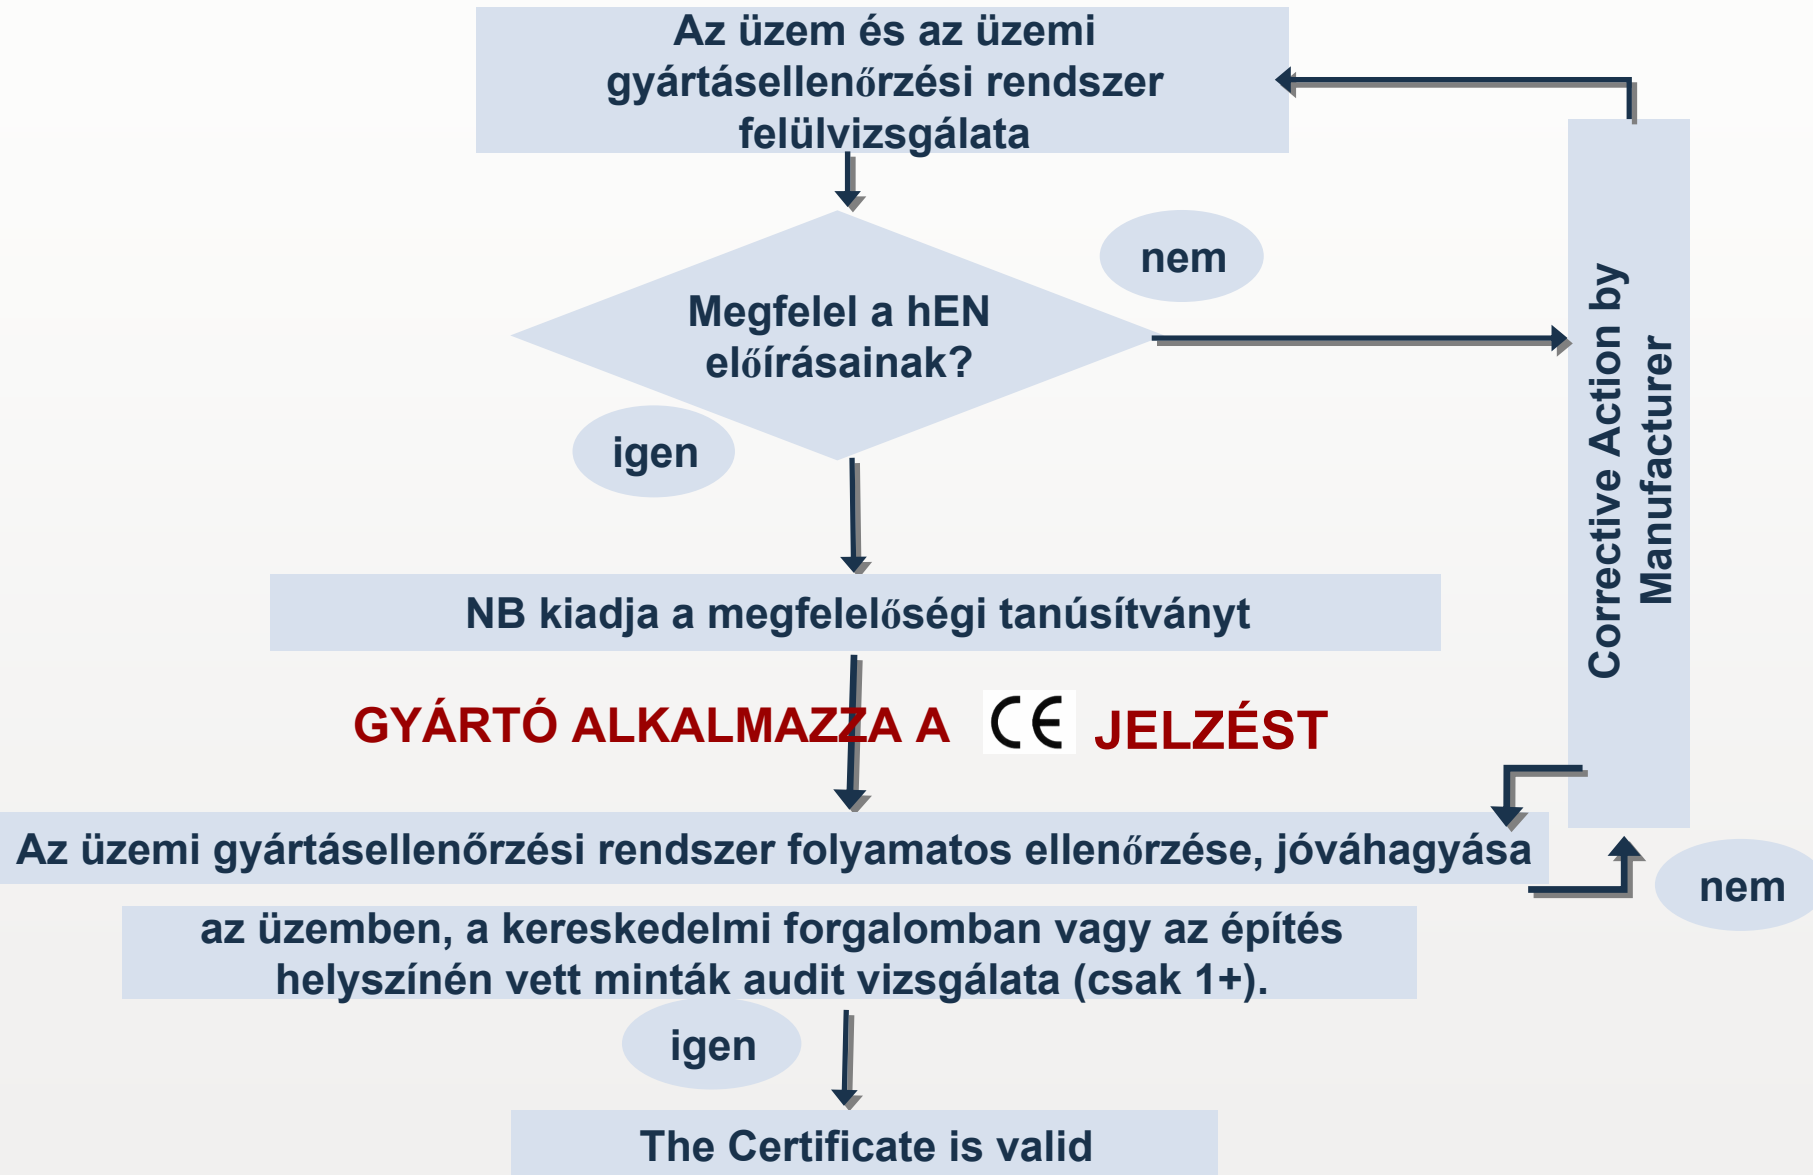 Az üzem és az üzemi
gyártásellenőrzési rendszer
felülvizsgálata
nem
Megfelel a hEN
előírásainak?
igen
Corrective Action by
Manufacturer
NB kiadja a megfelelőségi tanúsítványt
GYÁRTÓ ALKALMAZZA A CE JELZÉST
Az üzemi gyártásellenőrzési rendszer folyamatos ellenőrzése, jóváhagyása
nem
az üzemben, a kereskedelmi forgalomban vagy az építés
helyszínén vett minták audit vizsgálata (csak 1+).
igen
The Certificate is valid